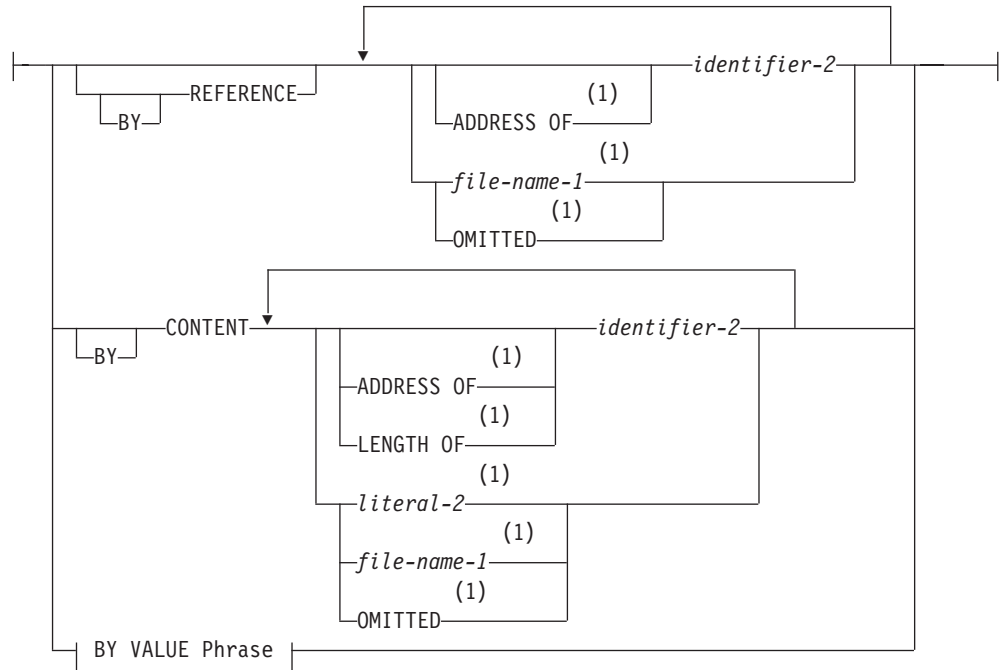 identifier-2
REFERENCE (1)
BY ADDRESS OF
(1)
file-name-1
(1)
OMITTED
CONTENT identifier-2
BY (1)
ADDRESS OF
(1)
LENGTH OF
(1)
literal-2
(1)
file-name-1
(1)
OMITTED
BY VALUE Phrase